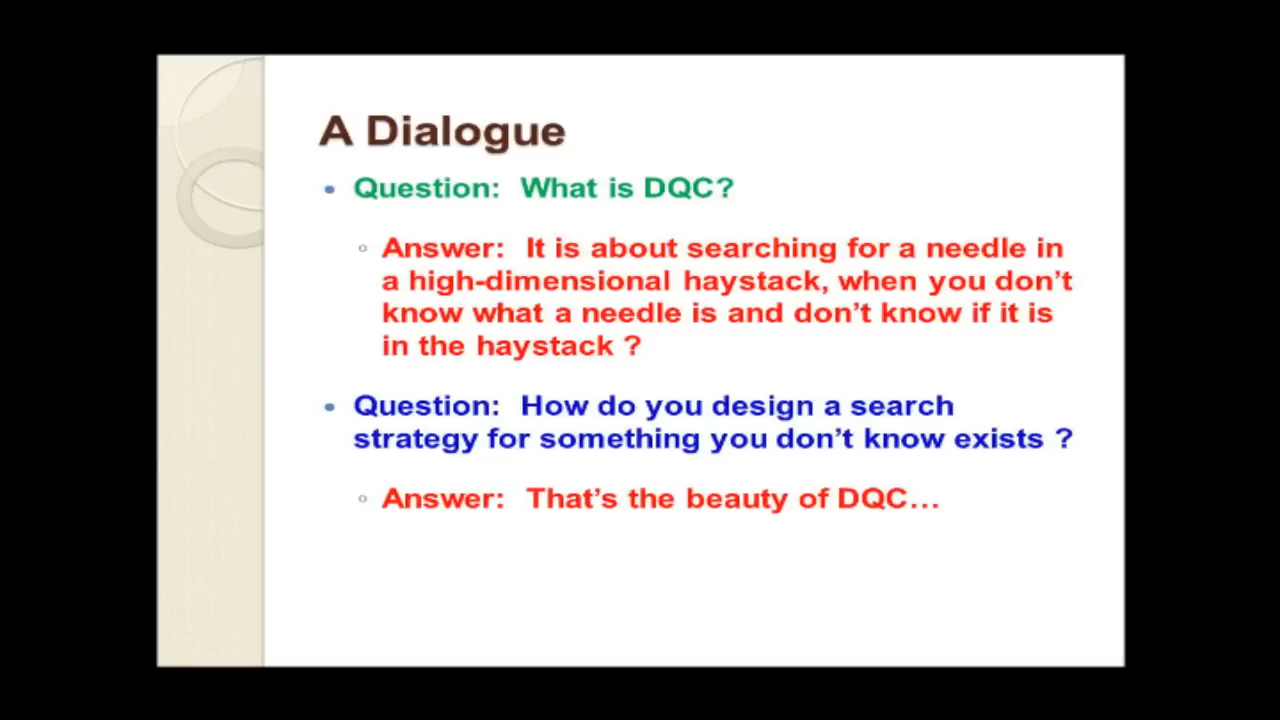 A Dialogue
• Question: What is DQC?
◦ Answer: It is about searching for a needle in
a high-dimensional haystack, when you don’t
know what a needle is and don’t know if it is
in the haystack ?
• Question: How do you design a search
strategy for something you don’t know exists ?
◦ Answer: That’s the beauty of DQC…